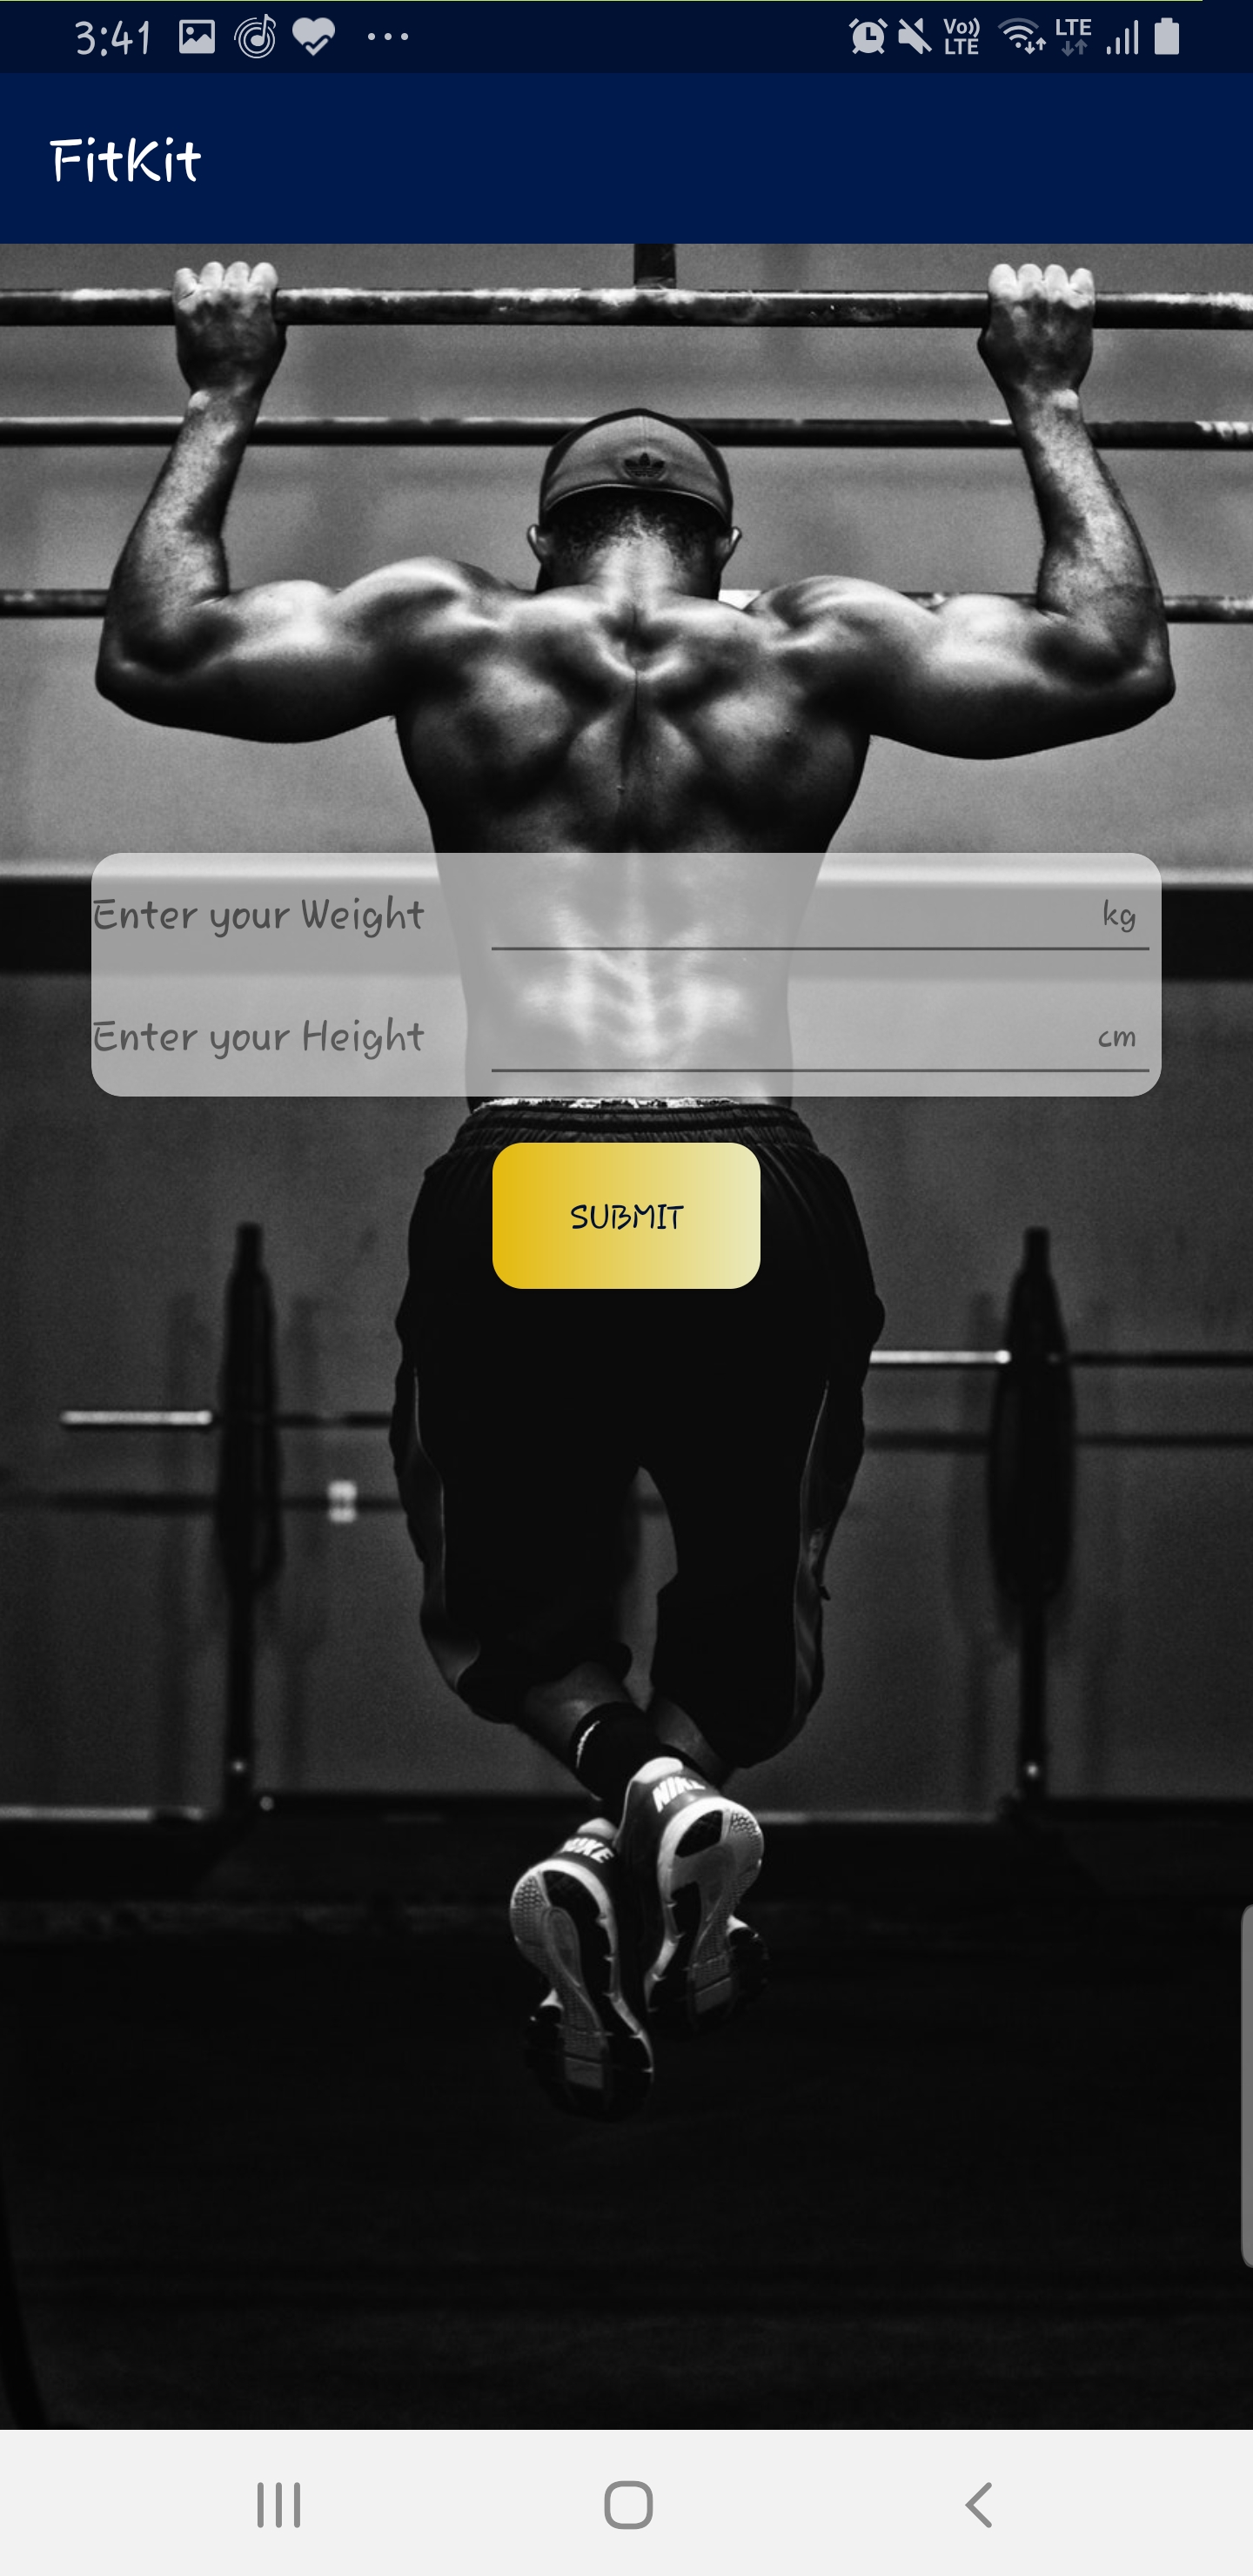 3:41
Vo)) LTE
LTE
FitKit
Enter your Weight kg
Enter your Height cm
SUBMIT
NIKE
NIKE